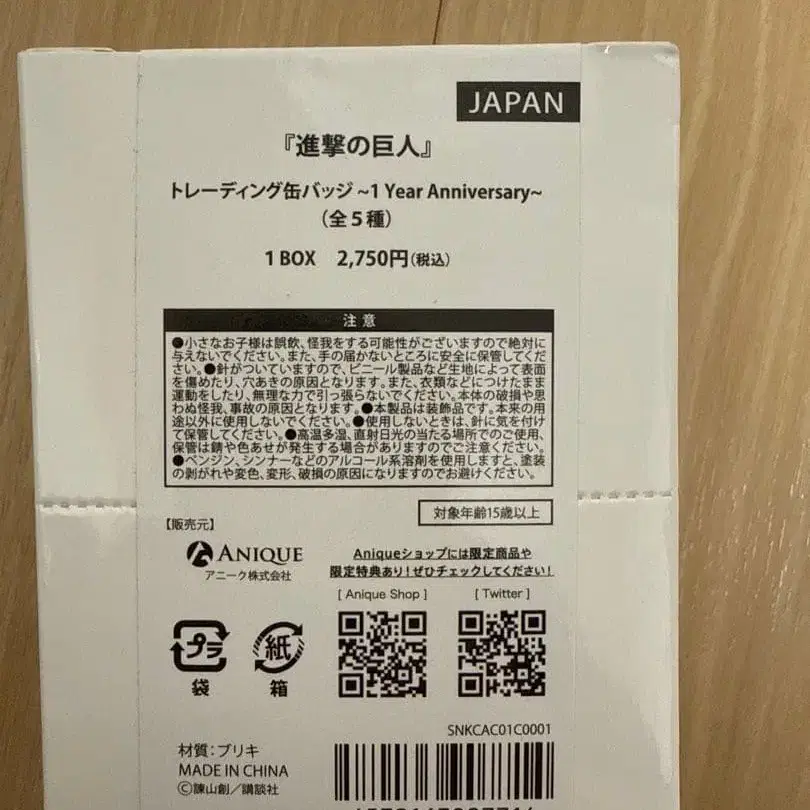 JAPAN
『進撃の巨人』
トレーディング缶バッジ ~1 Year Anniversary~
(全5種)
1 BOX 2,750円(税込)
注意
●小さなお子様は誤飲、怪我をする可能性がございますので絶対に
与えないでください。また、手の届かないところに安全に保管してくだ
さい。●針がついていますので、ビニール製品など生地によって表面
を傷めたり、穴あきの原因となります。また、衣類などにつけたまま
運動をしたり、無理な力で引っ張らないでください。本体の破損や思
わぬ怪我、事故の原因となります。●本製品は装飾品です。本来の用
途以外に使用しないでください。●使用しないときは、針に気を付け
て保管してください。●高温多湿、直射日光の当たる場所でのご使用、
保管は錆や色あせが発生する場合がありますのでご注意ください。
●ベンジン、シンナーなどのアルコール系溶剤を使用しますと、塗装
の剥がれや変色、変形、破損の原因になりますのでお避けください。
対象年齢15歳以上
【販売元】
ANIQUE
アニーク株式会社
Aniqueショップには限定商品や
限定特典あり!ぜひチェックしてください!
[ Anique Shop ] [ Twitter ]
プラ 紙
袋 箱
SNKCAC01C0001
材質:ブリキ
MADE IN CHINA
©諫山創/講談社